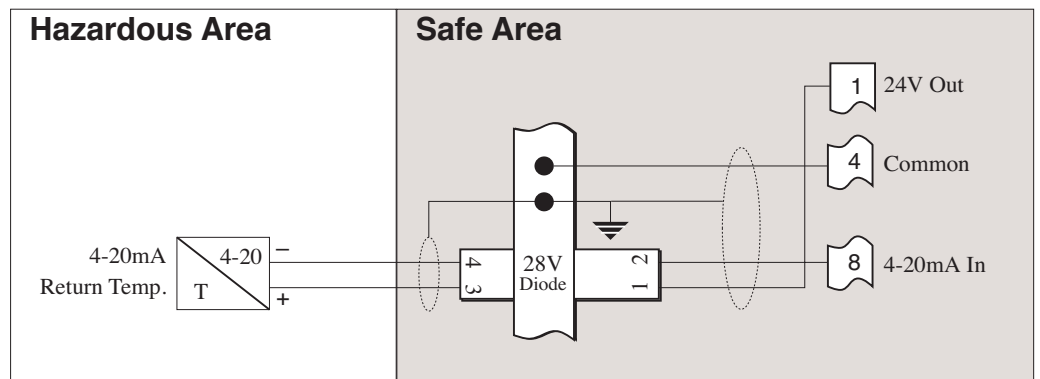 Hazardous Area
Safe Area
1 24V Out
4 Common
4-20mA
Return Temp.
4-20
T
−
+
4
3
28V
Diode
2
1
8 4-20mA In